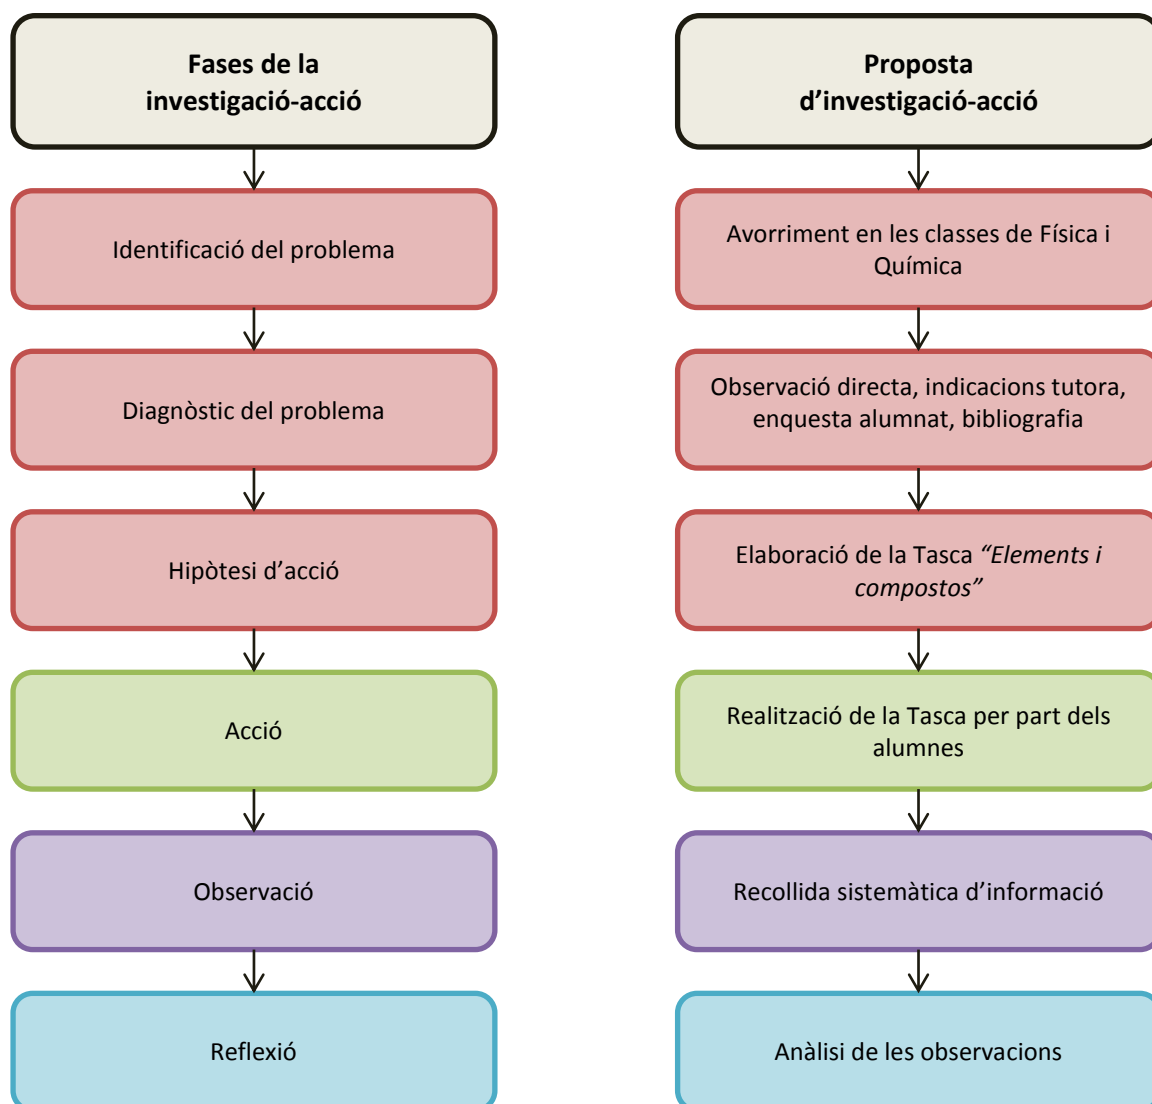 Fases de la
investigació-acció
Identificació del problema
Diagnòstic del problema
Hipòtesi d’acció
Acció
Observació
Reflexió
Proposta
d’investigació-acció
Avorriment en les classes de Física i
Química
Observació directa, indicacions tutora,
enquesta alumnat, bibliografia
Elaboració de la Tasca “Elements i
compostos”
Realització de la Tasca per part dels
alumnes
Recollida sistemàtica d’informació
Anàlisi de les observacions